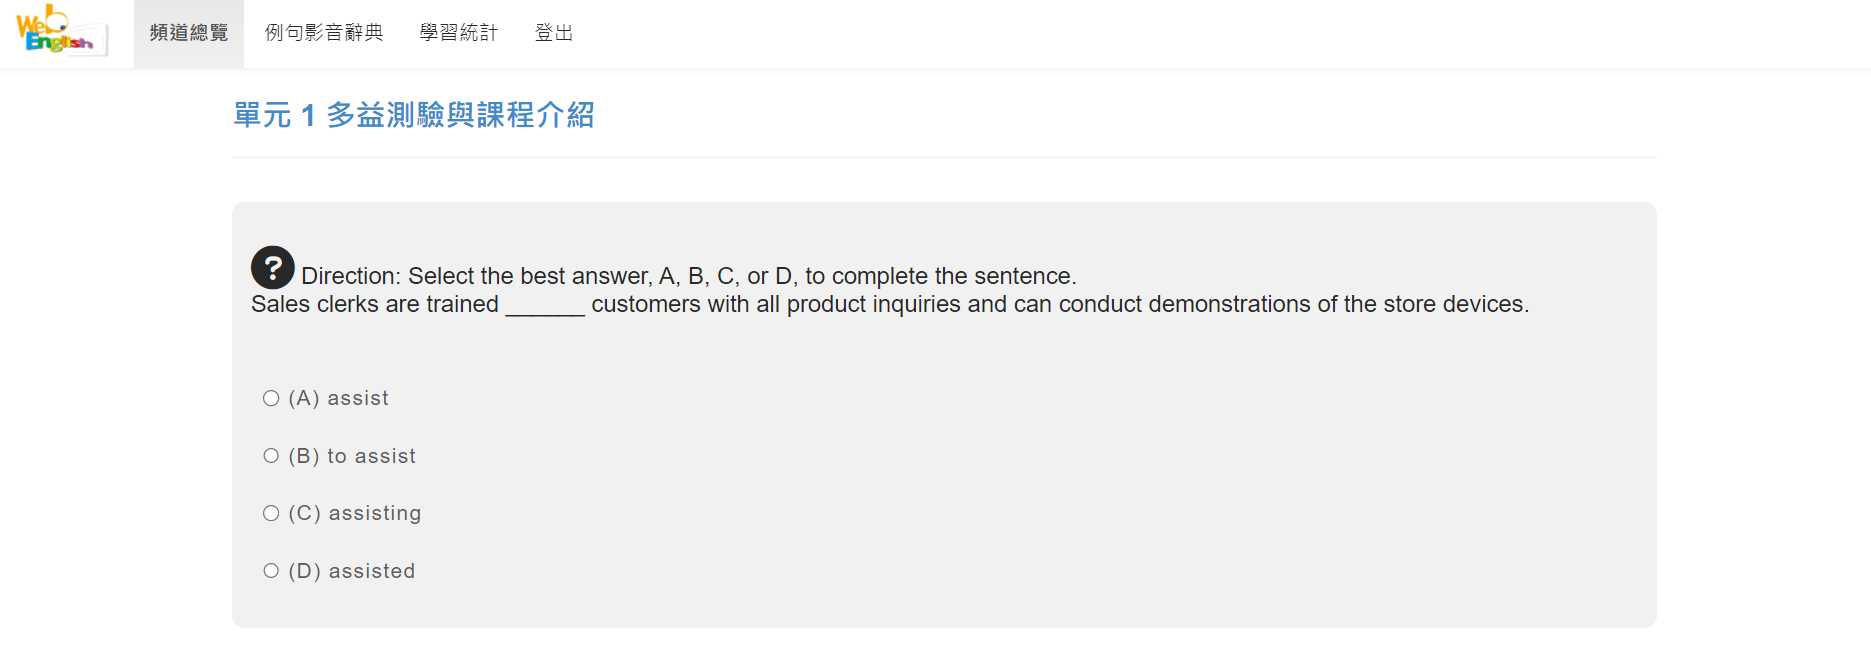 Web English
頻道總覽 例句影音辭典 學習統計 登出
單元 1 多益測驗與課程介紹
? Direction: Select the best answer, A, B, C, or D, to complete the sentence.
Sales clerks are trained ______ customers with all product inquiries and can conduct demonstrations of the store devices.
(A) assist
(B) to assist
(C) assisting
(D) assisted